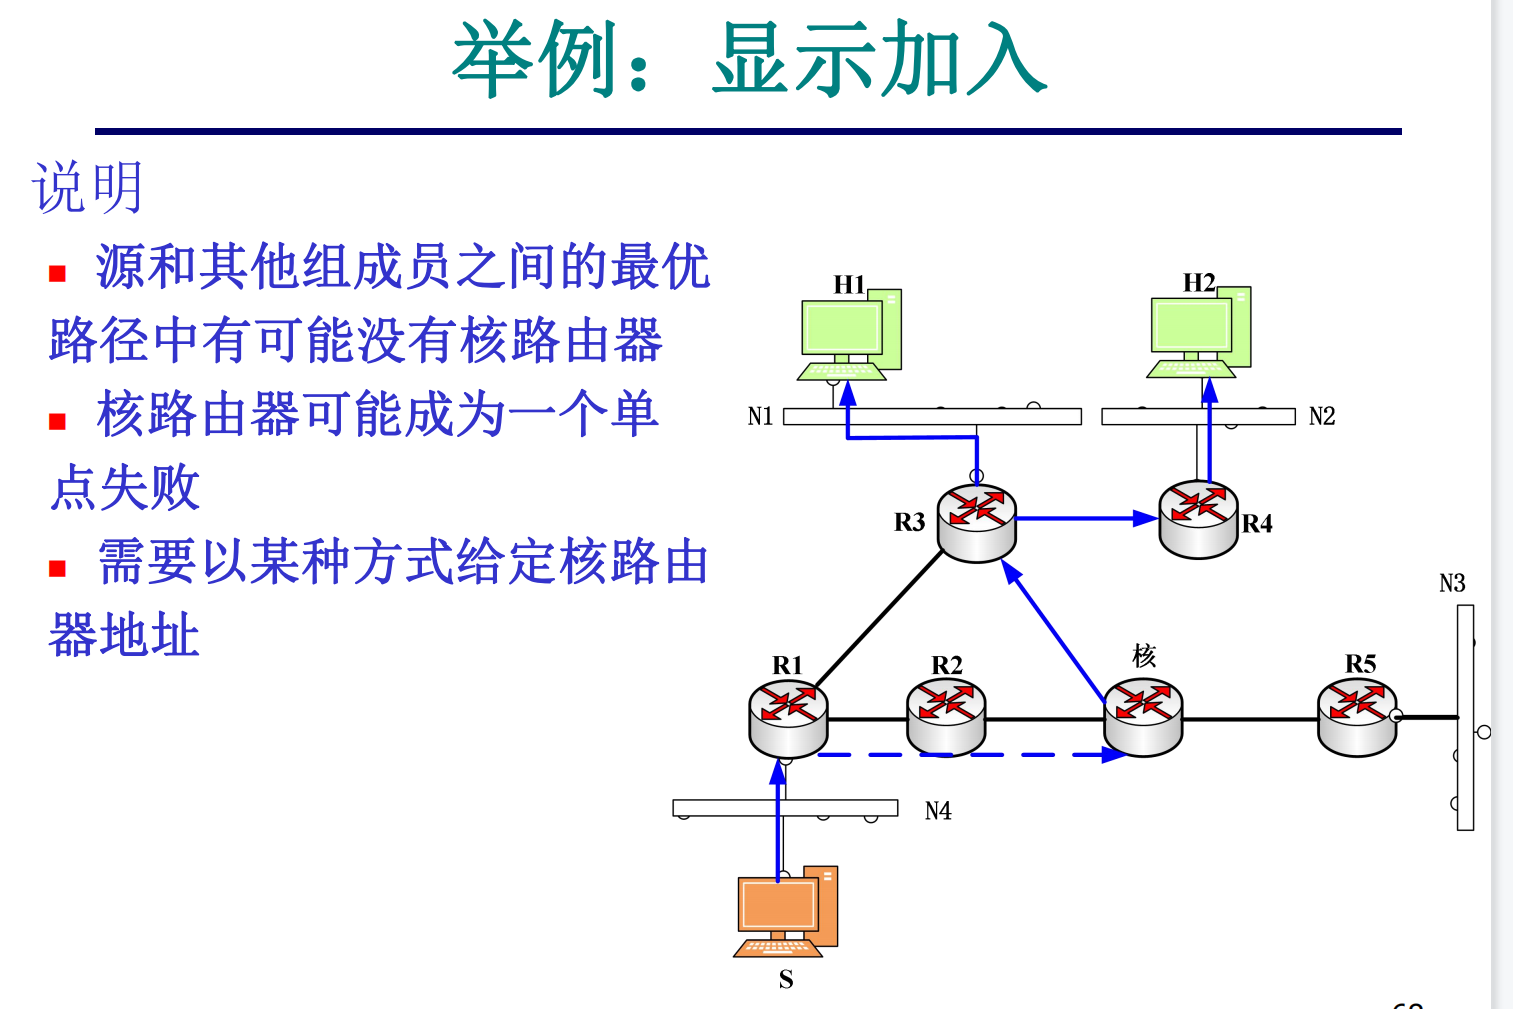 举例：显示加入
说明
源和其他组成员之间的最优
路径中有可能没有核路由器
核路由器可能成为一个单
点失败
需要以某种方式给定核路由
器地址
H1
H2
N1
N2
R3
R4
N3
R1
R2
核
R5
N4
S